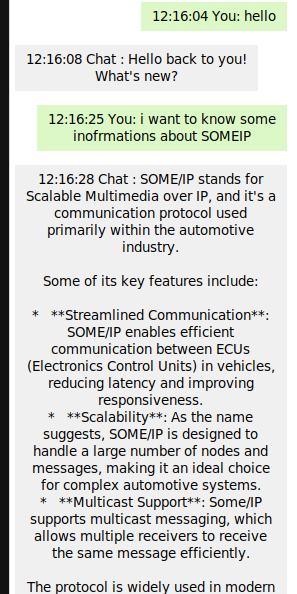 12:16:04 You: hello
12:16:08 Chat : Hello back to you!
What's new?
12:16:25 You: i want to know some
inofrmations about SOMEIP
12:16:28 Chat : SOME/IP stands for
Scalable Multimedia over IP, and it's a
communication protocol used
primarily within the automotive
industry.
Some of its key features include:
*   **Streamlined Communication**:
SOME/IP enables efficient
communication between ECUs
(Electronics Control Units) in vehicles,
reducing latency and improving
responsiveness.
*   **Scalability**: As the name
suggests, SOME/IP is designed to
handle a large number of nodes and
messages, making it an ideal choice
for complex automotive systems.
*   **Multicast Support**: Some/IP
supports multicast messaging, which
allows multiple receivers to receive
the same message efficiently.
The protocol is widely used in modern